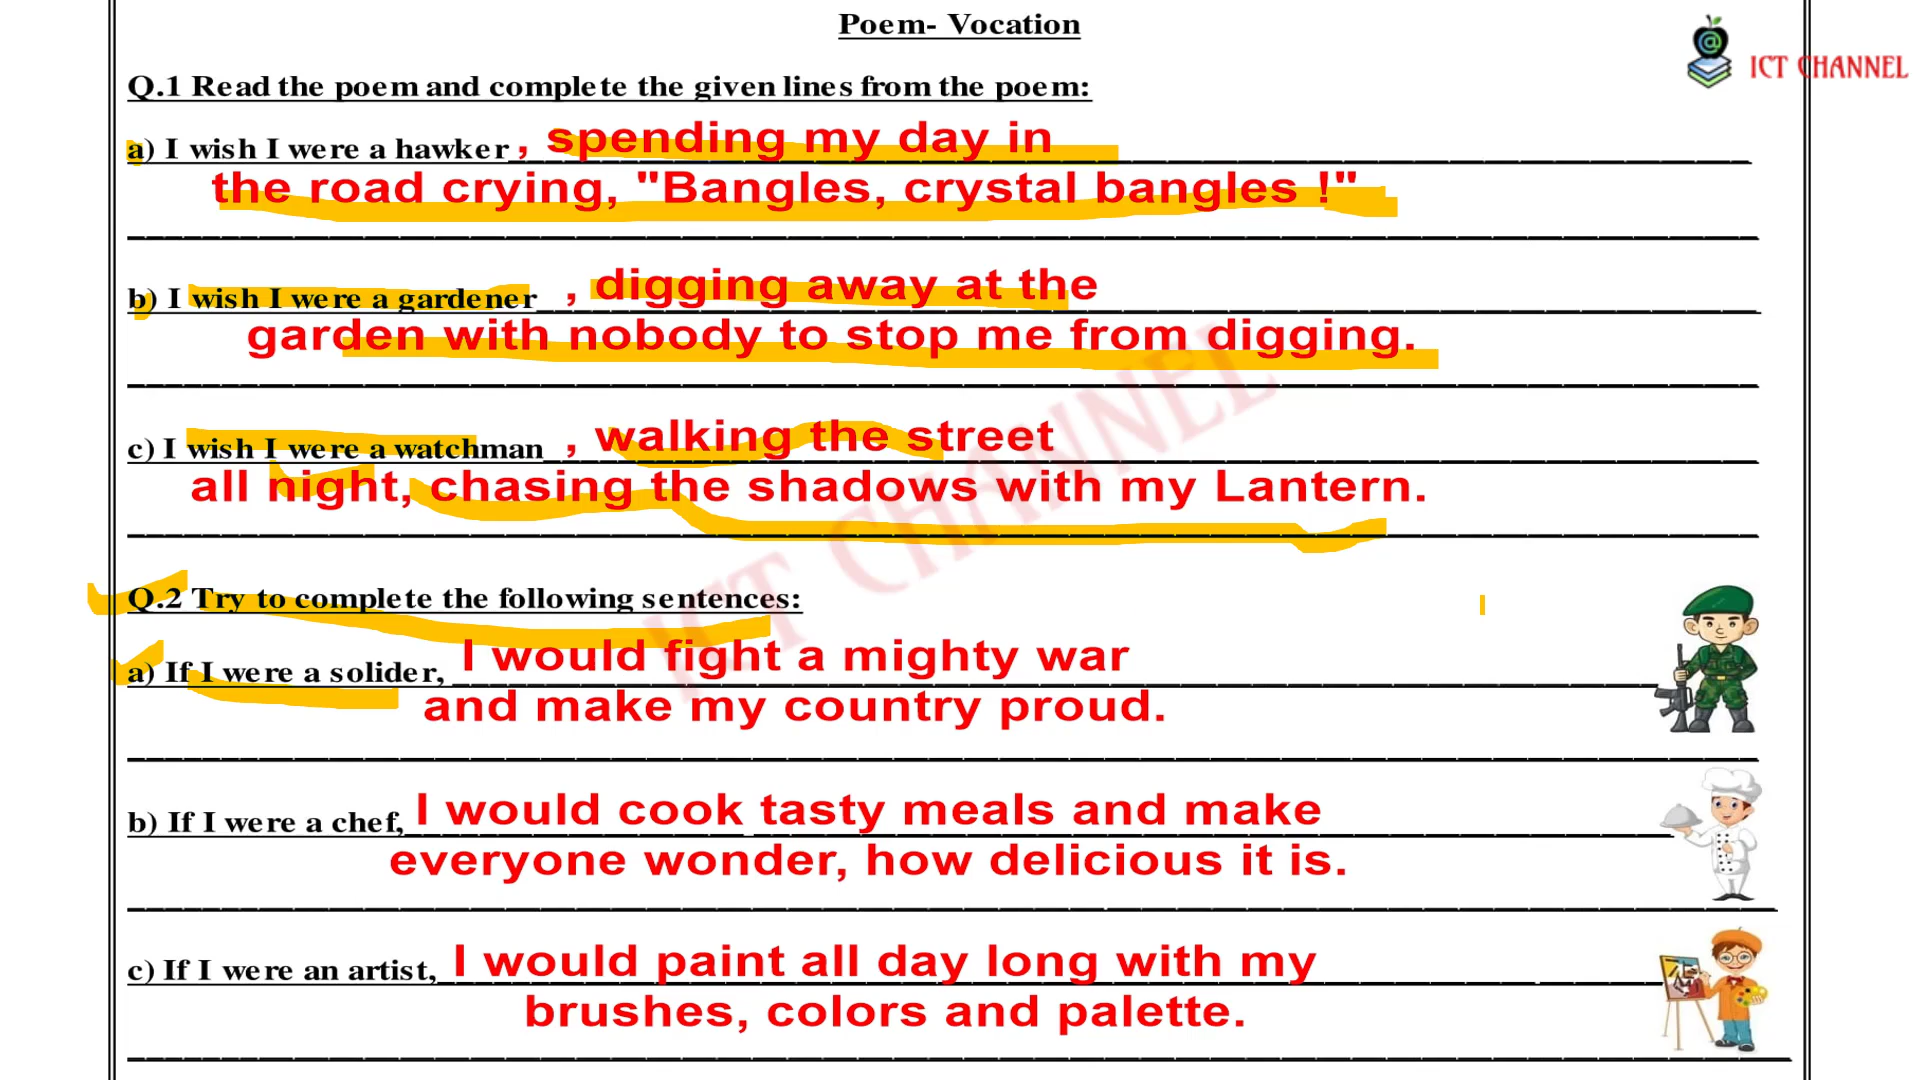 Poem- Vocation
ICT CHANNEL
Q.1 Read the poem and complete the given lines from the poem:
a) I wish I were a hawker, spending my day in
the road crying, "Bangles, crystal bangles !"
b) I wish I were a gardener , digging away at the
garden with nobody to stop me from digging.
c) I wish I were a watchman , walking the street
all night, chasing the shadows with my Lantern.
ICT CHANNEL
Q.2 Try to complete the following sentences:
a) If I were a solider, I would fight a mighty war
and make my country proud.
b) If I were a chef, I would cook tasty meals and make
everyone wonder, how delicious it is.
c) If I were an artist, I would paint all day long with my
brushes, colors and palette.